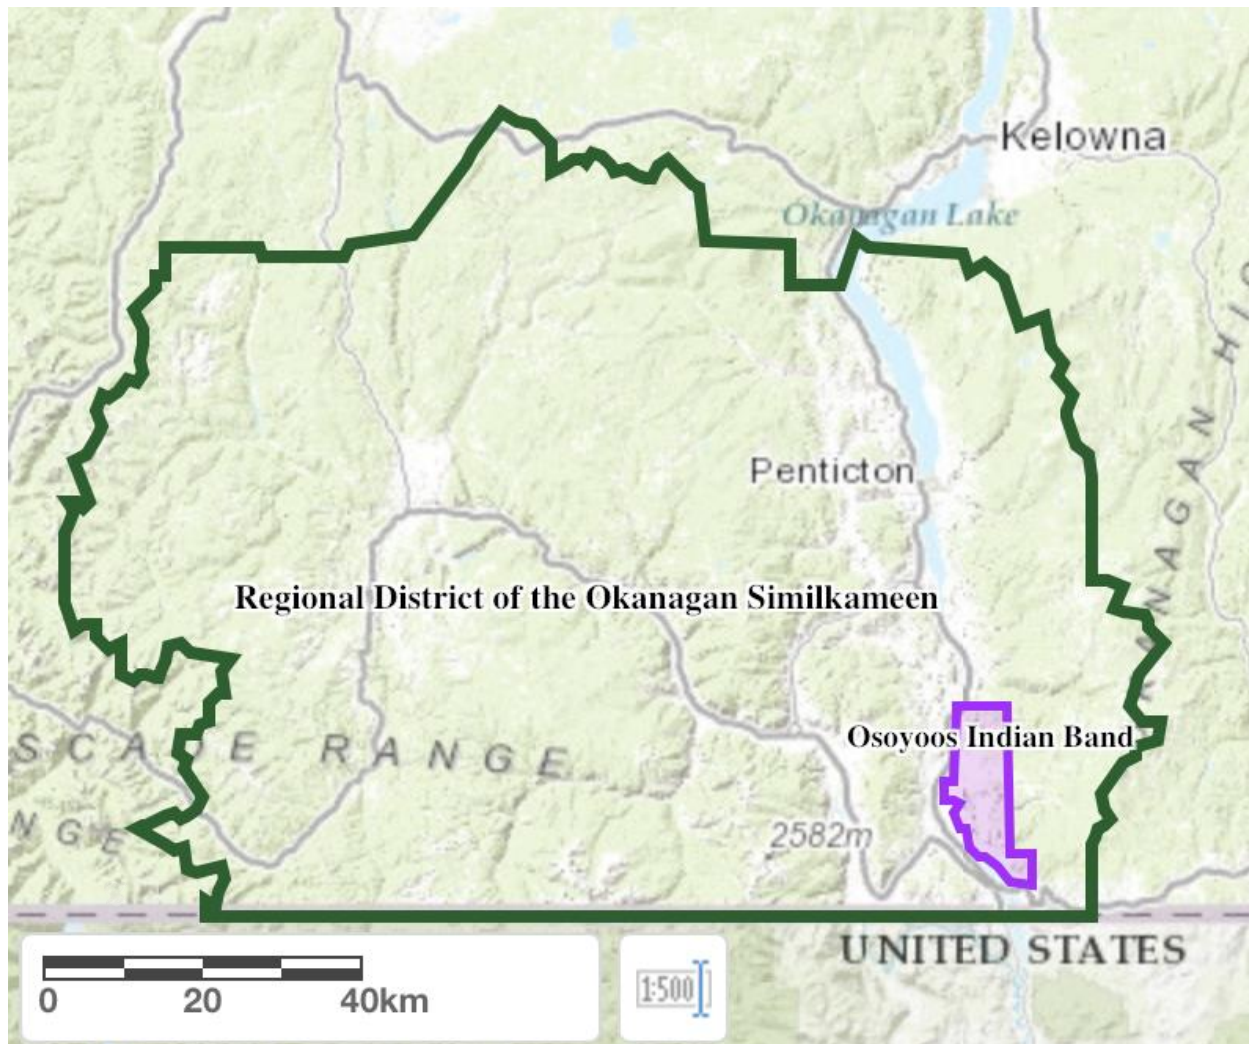 Kelowna
Okanagan Lake
Penticton
Regional District of the Okanagan Similkameen
Osoyoos Indian Band
RANGE
2582m
UNITED STATES
0 20 40km
1:500